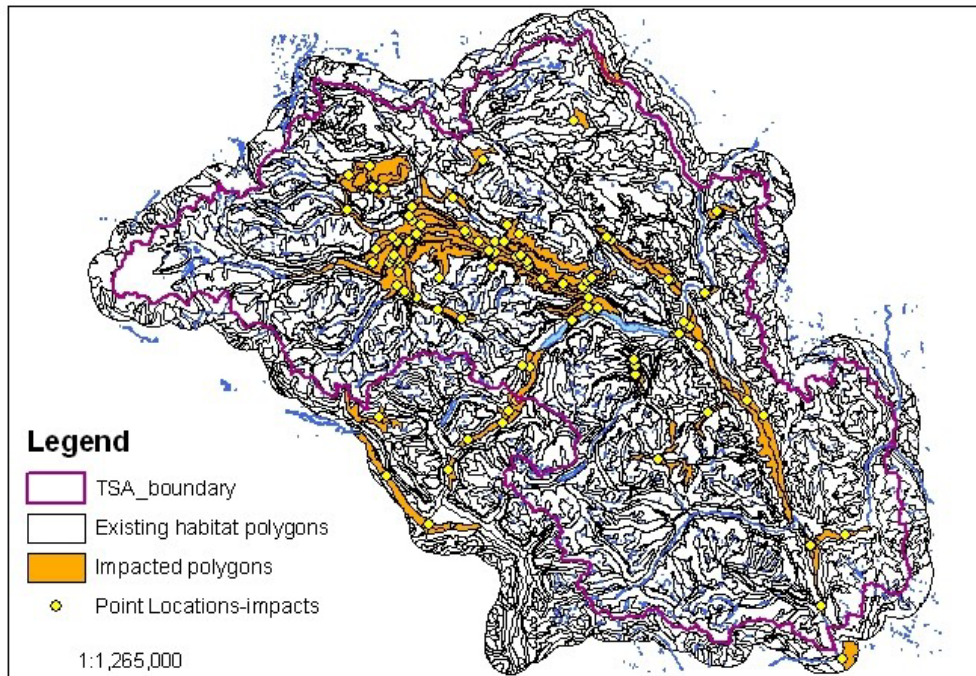 Legend
TSA_boundary
Existing habitat polygons
Impacted polygons
Point Locations-impacts
1:1,265,000